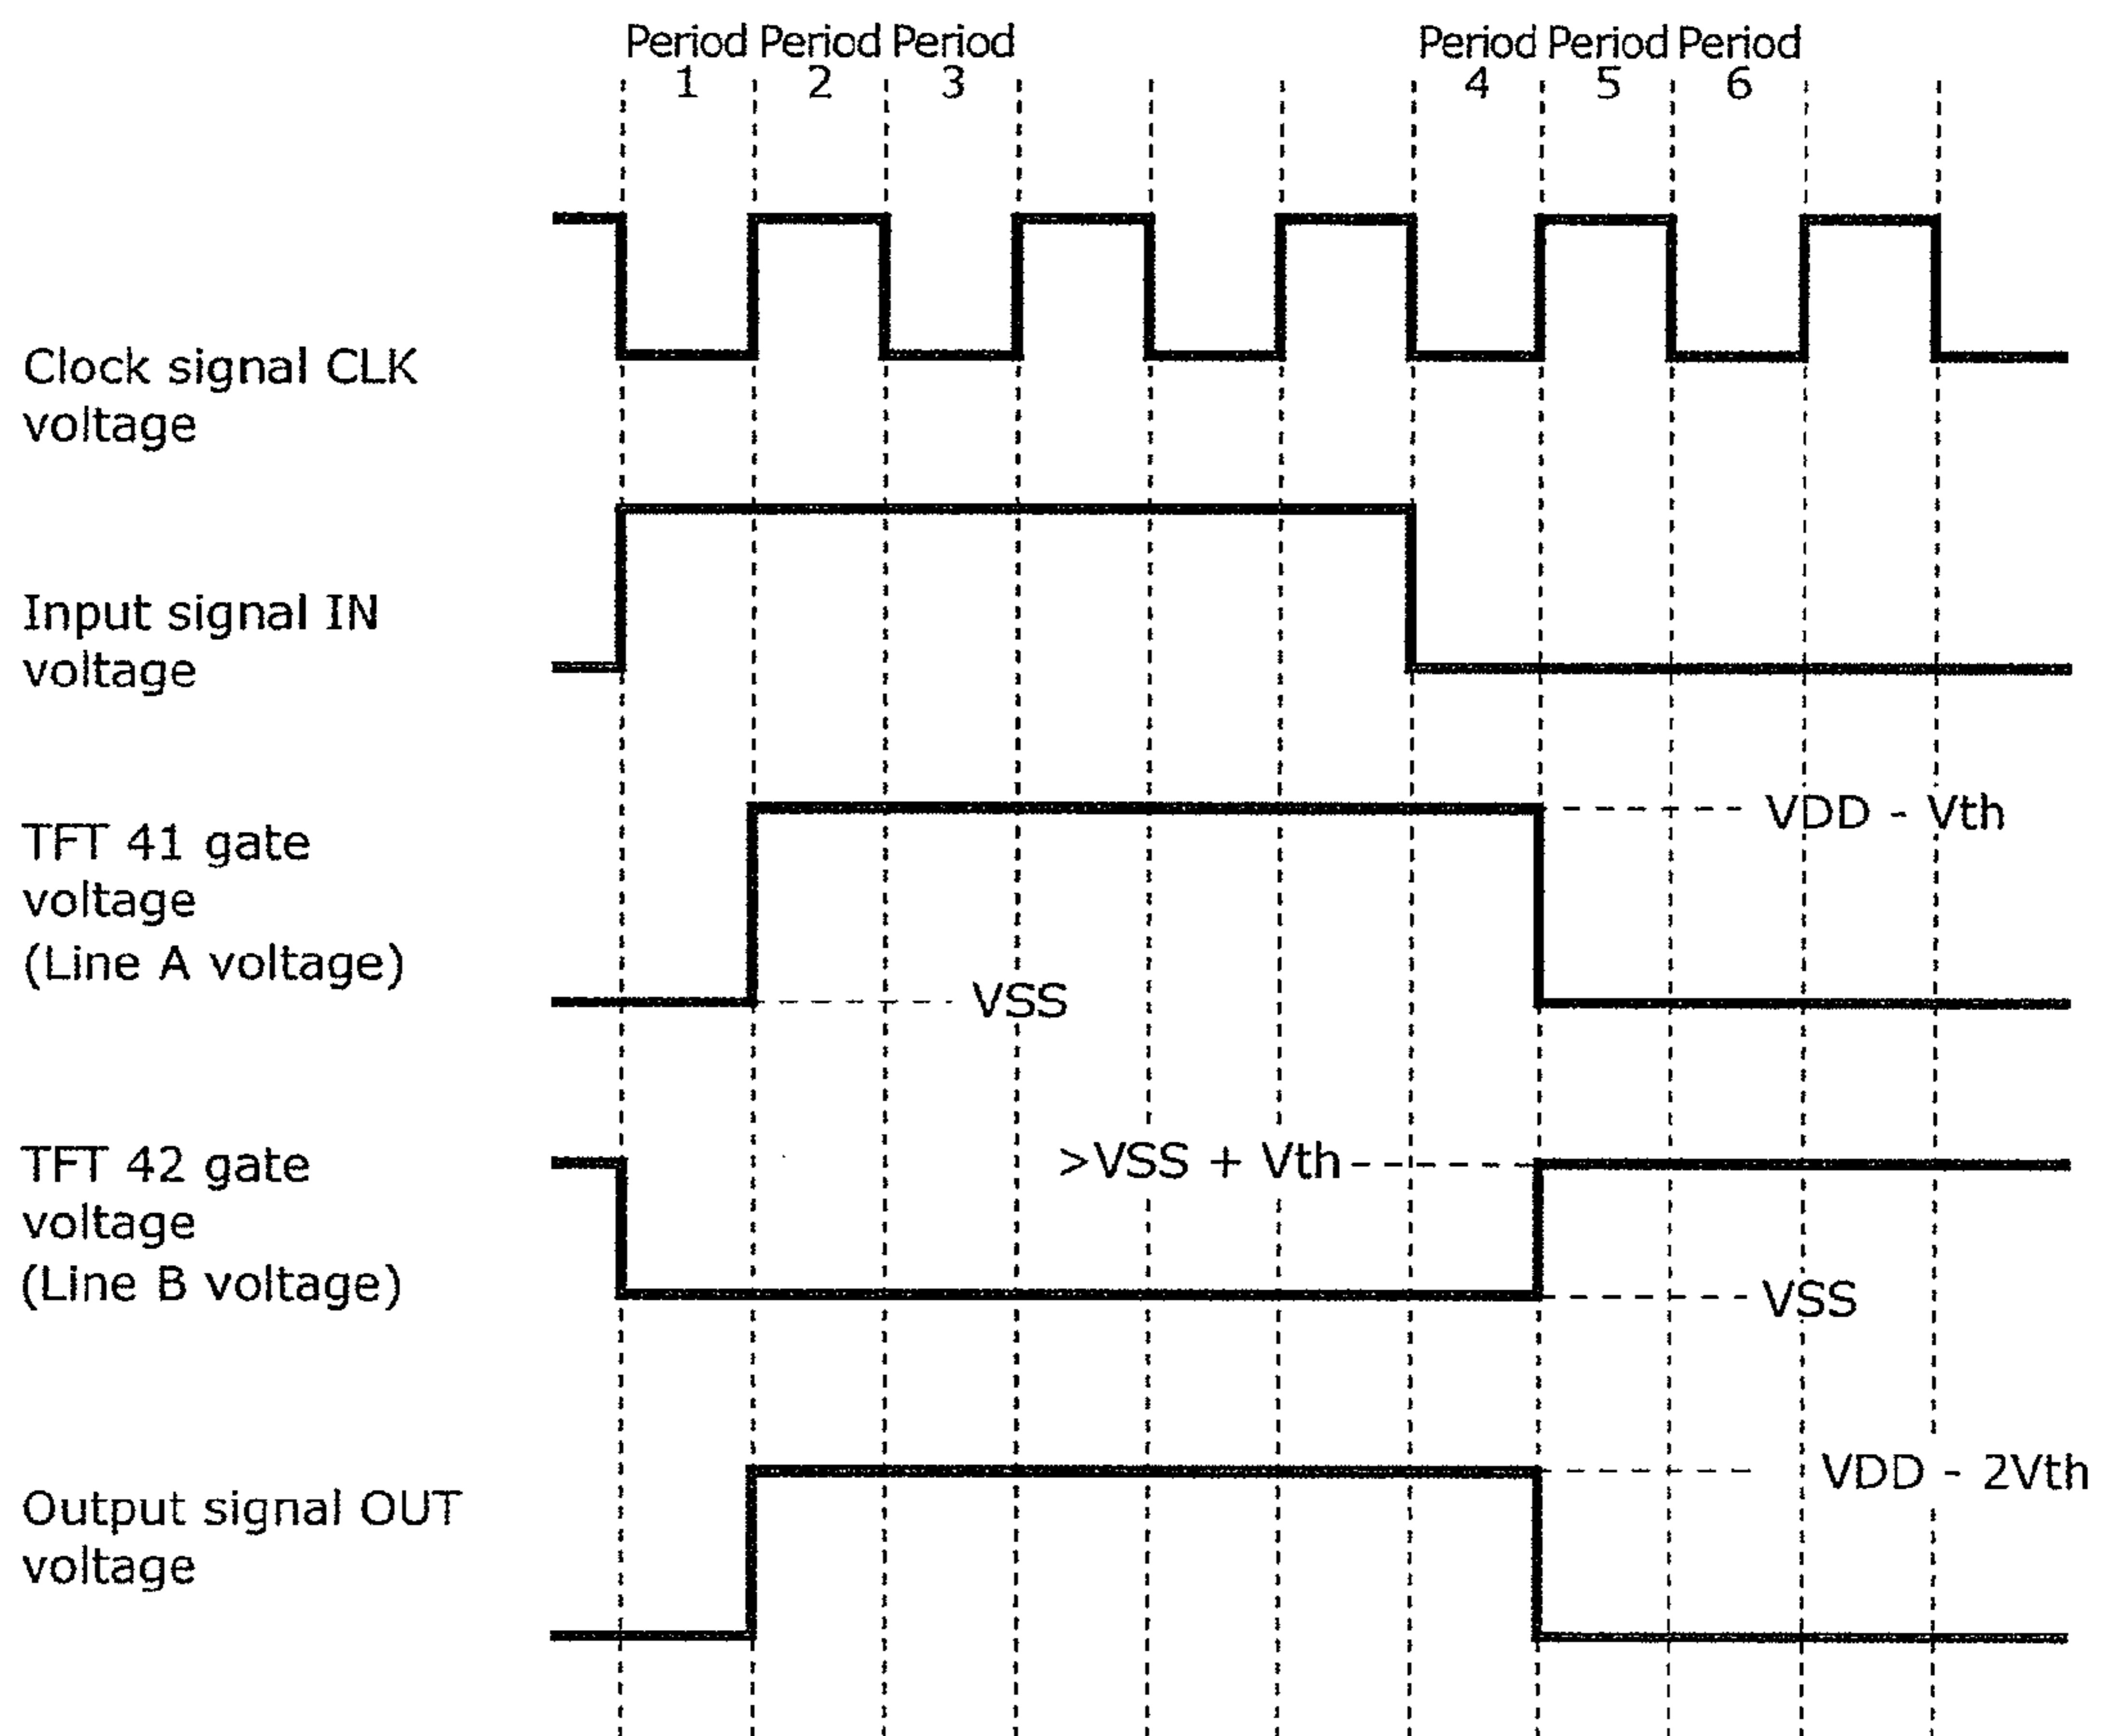 Period Period Period Period Period Period
1 2 3 4 5 6
Clock signal CLK
voltage
Input signal IN
voltage
TFT 41 gate
voltage
(Line A voltage)
VDD - Vth
VSS
TFT 42 gate
voltage
(Line B voltage)
>VSS + Vth
VSS
Output signal OUT
voltage
VDD - 2Vth